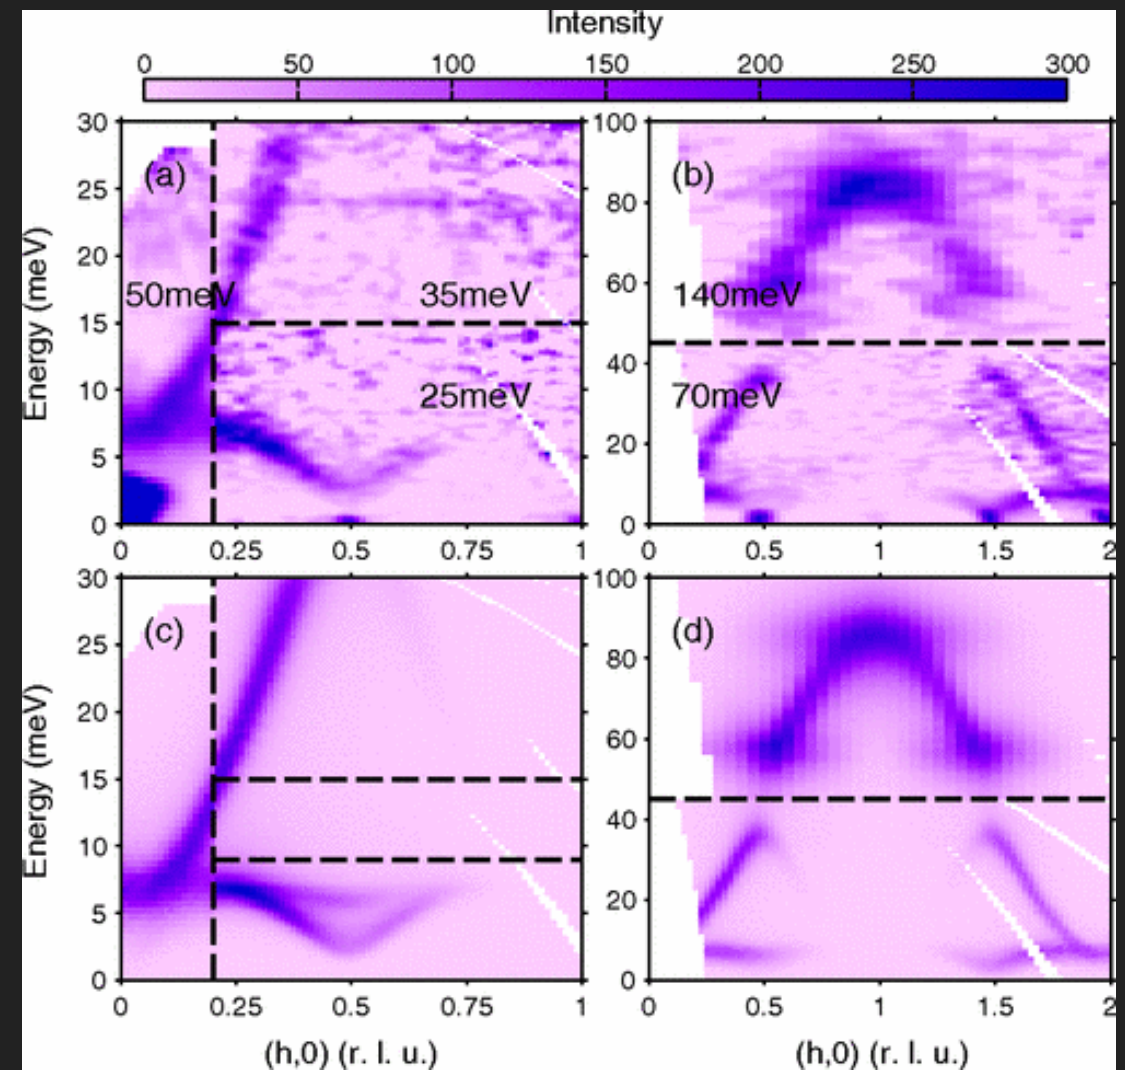 Intensity
0 50 100 150 200 250 300
30 100
(a) (b)
25 80
20 60
50meV 35meV 140meV
15 40
10
25meV 70meV
5 20
0 0
0 0.25 0.5 0.75 1 0 0.5 1 1.5 2
Energy (meV)
30 100
(c) (d)
25 80
20 60
15 40
10
5 20
0 0
0 0.25 0.5 0.75 1 0 0.5 1 1.5 2
Energy (meV)
(h,0) (r. l. u.) (h,0) (r. l. u.)